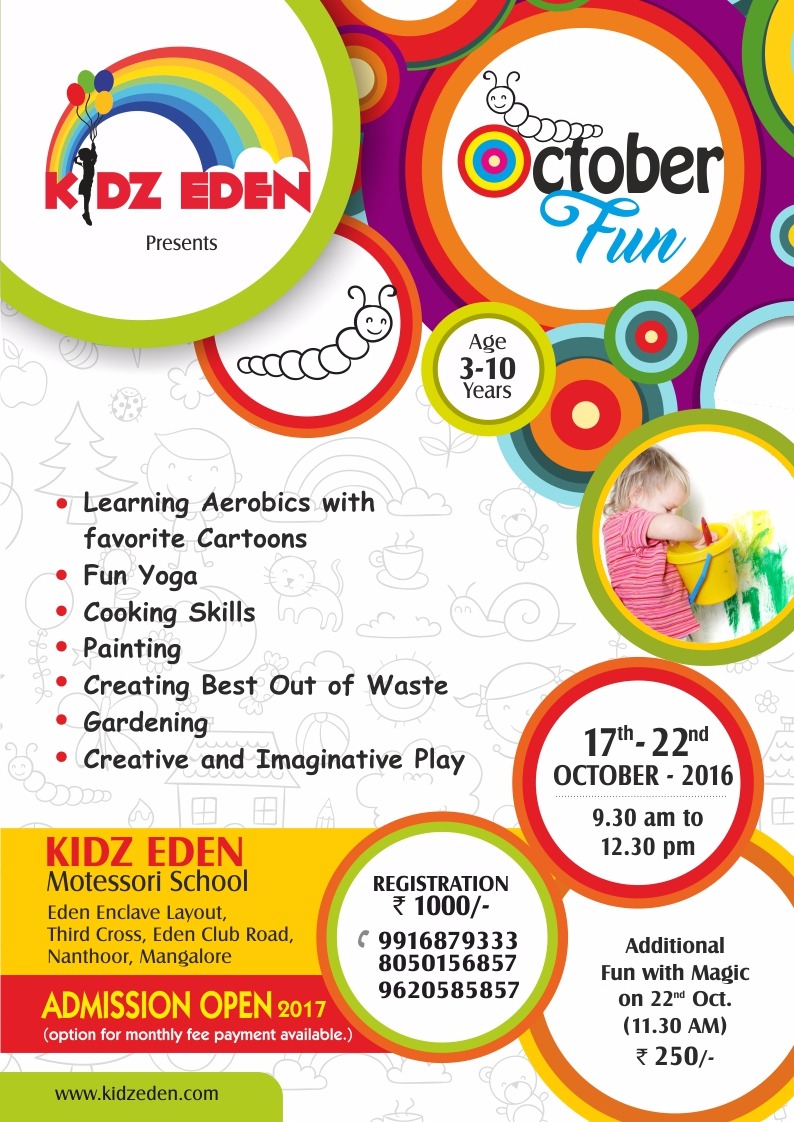 KIDZ EDEN
Presents
October
Fun
Age
3-10
Years
• Learning Aerobics with
favorite Cartoons
• Fun Yoga
• Cooking Skills
• Painting
• Creating Best Out of Waste
• Gardening
• Creative and Imaginative Play
17th - 22nd
OCTOBER - 2016
9.30 am to
12.30 pm
KIDZ EDEN
Motessori School
Eden Enclave Layout,
Third Cross, Eden Club Road,
Nanthoor, Mangalore
REGISTRATION
₹ 1000/-
9916879333
8050156857
9620585857
Additional
Fun with Magic
on 22nd Oct.
(11.30 AM)
₹ 250/-
ADMISSION OPEN 2017
(option for monthly fee payment available.)
www.kidzeden.com